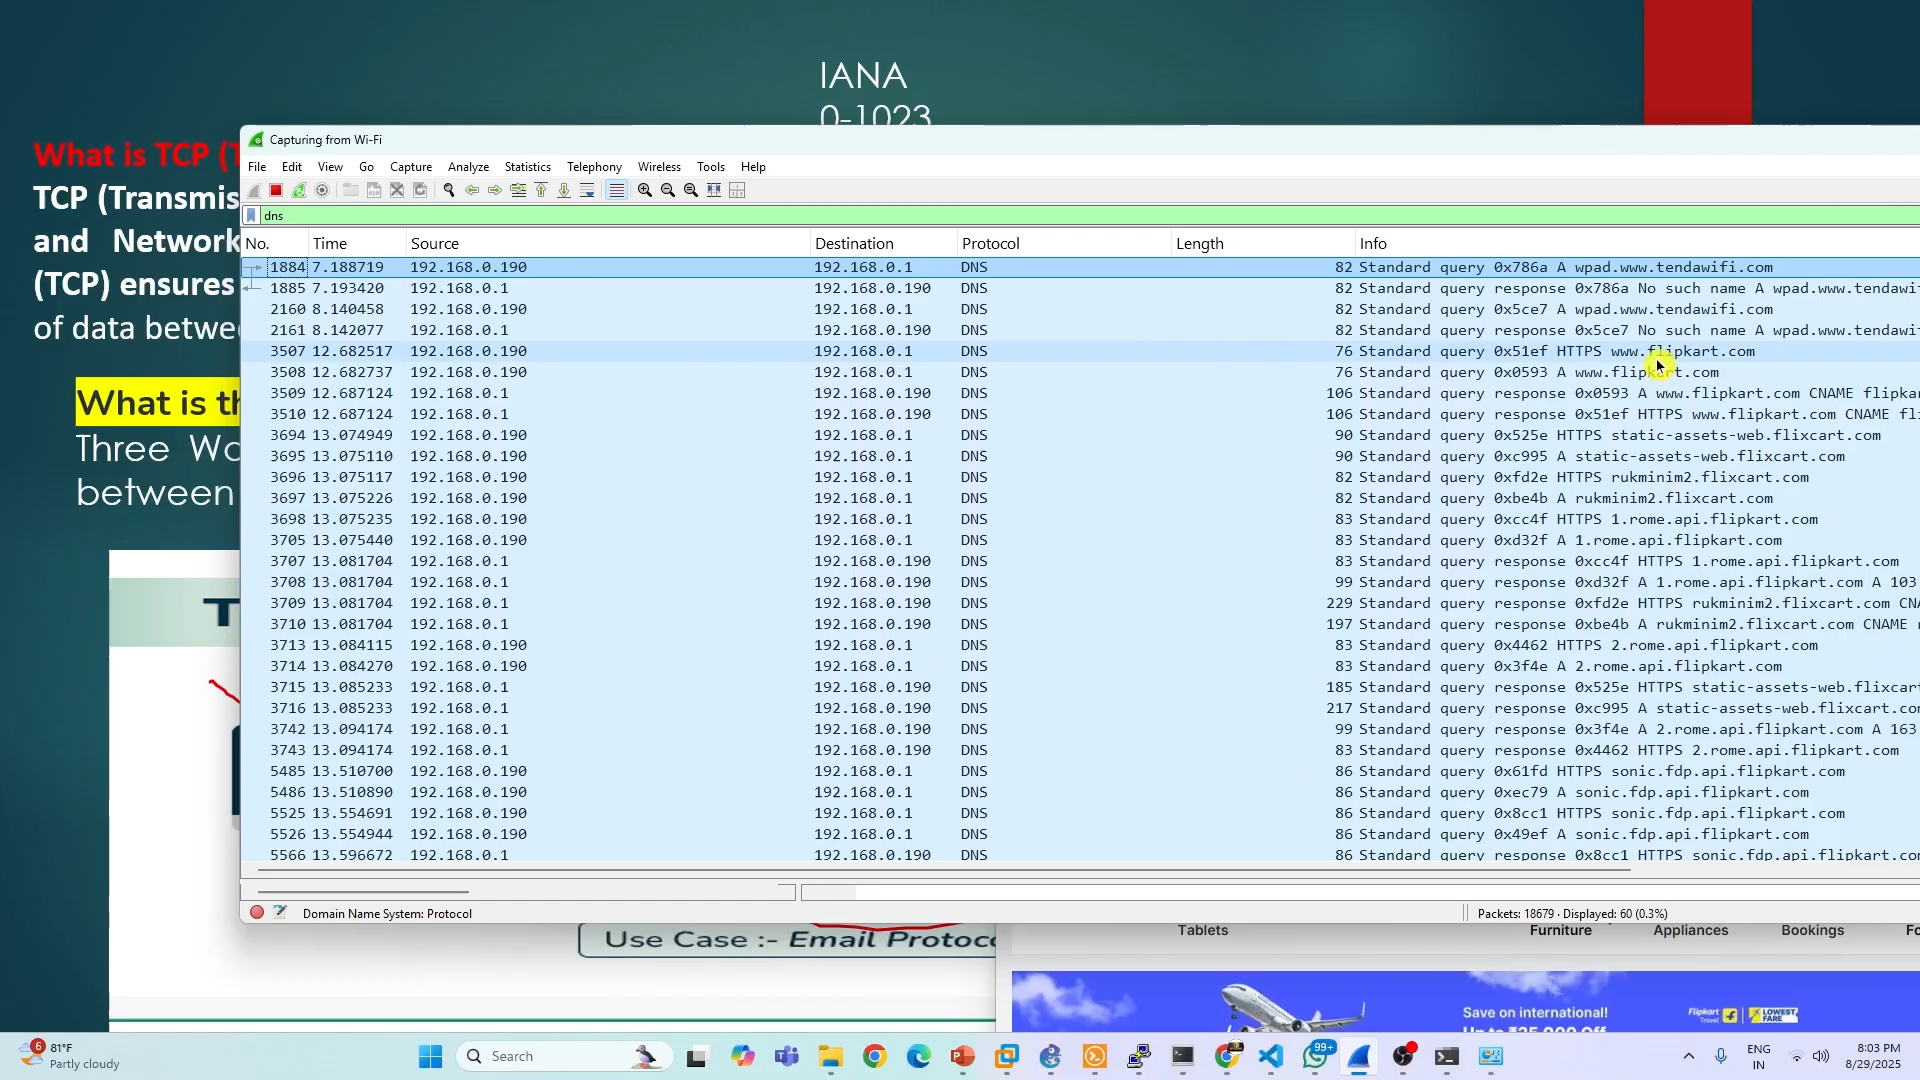 IANA
0-1023
What is TCP (T
TCP (Transmis
and Network
(TCP) ensures
of data betwe
What is th
Three Wa
between
T
Capturing from Wi-Fi
File Edit View Go Capture Analyze Statistics Telephony Wireless Tools Help
dns
No. Time Source Destination Protocol Length Info
1884 7.188719 192.168.0.190 192.168.0.1 DNS 82 Standard query 0x786a A wpad.www.tendawifi.com
1885 7.193420 192.168.0.1 192.168.0.190 DNS 82 Standard query response 0x786a No such name A wpad.www.tendawif
2160 8.140458 192.168.0.190 192.168.0.1 DNS 82 Standard query 0x5ce7 A wpad.www.tendawifi.com
2161 8.142077 192.168.0.1 192.168.0.190 DNS 82 Standard query response 0x5ce7 No such name A wpad.www.tendawif
3507 12.682517 192.168.0.190 192.168.0.1 76 Standard query 0x51ef HTTPS www.flipkart.com
3508 12.682737 192.168.0.190 192.168.0.1 DNS 76 Standard query 0x0593 A www.flipkart.com
3509 12.687124 192.168.0.1 192.168.0.190 DNS 106 Standard query response 0x0593 A www.flipkart.com CNAME flipka
3510 12.687124 192.168.0.1 192.168.0.190 DNS 106 Standard query response 0x51ef HTTPS www.flipkart.com CNAME fl
3694 13.074949 192.168.0.190 192.168.0.1 DNS 90 Standard query 0x525e HTTPS static-assets-web.flixcart.com
3695 13.075110 192.168.0.190 192.168.0.1 DNS 90 Standard query 0xc995 A static-assets-web.flixcart.com
3696 13.075117 192.168.0.190 192.168.0.1 DNS 82 Standard query 0xfd2e HTTPS rukminim2.flixcart.com
3697 13.075226 192.168.0.190 192.168.0.1 DNS 82 Standard query 0xbe4b A rukminim2.flixcart.com
3698 13.075235 192.168.0.190 192.168.0.1 DNS 83 Standard query 0xcc4f HTTPS 1.rome.api.flipkart.com
3705 13.075440 192.168.0.190 192.168.0.1 DNS 83 Standard query 0xd32f A 1.rome.api.flipkart.com
3707 13.081704 192.168.0.1 192.168.0.190 DNS 83 Standard query response 0xcc4f HTTPS 1.rome.api.flipkart.com
3708 13.081704 192.168.0.1 192.168.0.190 DNS 99 Standard query response 0xd32f A 1.rome.api.flipkart.com A 103
3709 13.081704 192.168.0.1 192.168.0.190 DNS 229 Standard query response 0xfd2e HTTPS rukminim2.flixcart.com CNA
3710 13.081704 192.168.0.1 192.168.0.190 DNS 197 Standard query response 0xbe4b A rukminim2.flixcart.com CNAME r
3713 13.084115 192.168.0.190 192.168.0.1 DNS 83 Standard query 0x4462 HTTPS 2.rome.api.flipkart.com
3714 13.084270 192.168.0.190 192.168.0.1 DNS 83 Standard query 0x3f4e A 2.rome.api.flipkart.com
3715 13.085233 192.168.0.1 192.168.0.190 DNS 185 Standard query response 0x525e HTTPS static-assets-web.flixcart
3716 13.085233 192.168.0.1 192.168.0.190 DNS 217 Standard query response 0xc995 A static-assets-web.flixcart.com
3742 13.094174 192.168.0.1 192.168.0.190 DNS 99 Standard query response 0x3f4e A 2.rome.api.flipkart.com A 163
3743 13.094174 192.168.0.1 192.168.0.190 DNS 83 Standard query response 0x4462 HTTPS 2.rome.api.flipkart.com
5485 13.510700 192.168.0.190 192.168.0.1 DNS 86 Standard query 0x61fd HTTPS sonic.fdp.api.flipkart.com
5486 13.510890 192.168.0.190 192.168.0.1 DNS 86 Standard query 0xec79 A sonic.fdp.api.flipkart.com
5525 13.554691 192.168.0.190 192.168.0.1 DNS 86 Standard query 0x8cc1 HTTPS sonic.fdp.api.flipkart.com
5526 13.554944 192.168.0.190 192.168.0.1 DNS 86 Standard query 0x49ef A sonic.fdp.api.flipkart.com
5566 13.596672 192.168.0.1 192.168.0.190 DNS 86 Standard query response 0x8cc1 HTTPS sonic.fdp.api.flipkart.co
Domain Name System: Protocol Packets: 18679 · Displayed: 60 (0.3%)
Use Case :- Email Protoco
Tablets Furniture Appliances Bookings Fo
Save on international!
Flipkart Travel LOWEST FARE
Up to ₹25,000 Off
6 81°F
Partly cloudy
Search
99+
ENG
IN
8:03 PM
8/29/2025